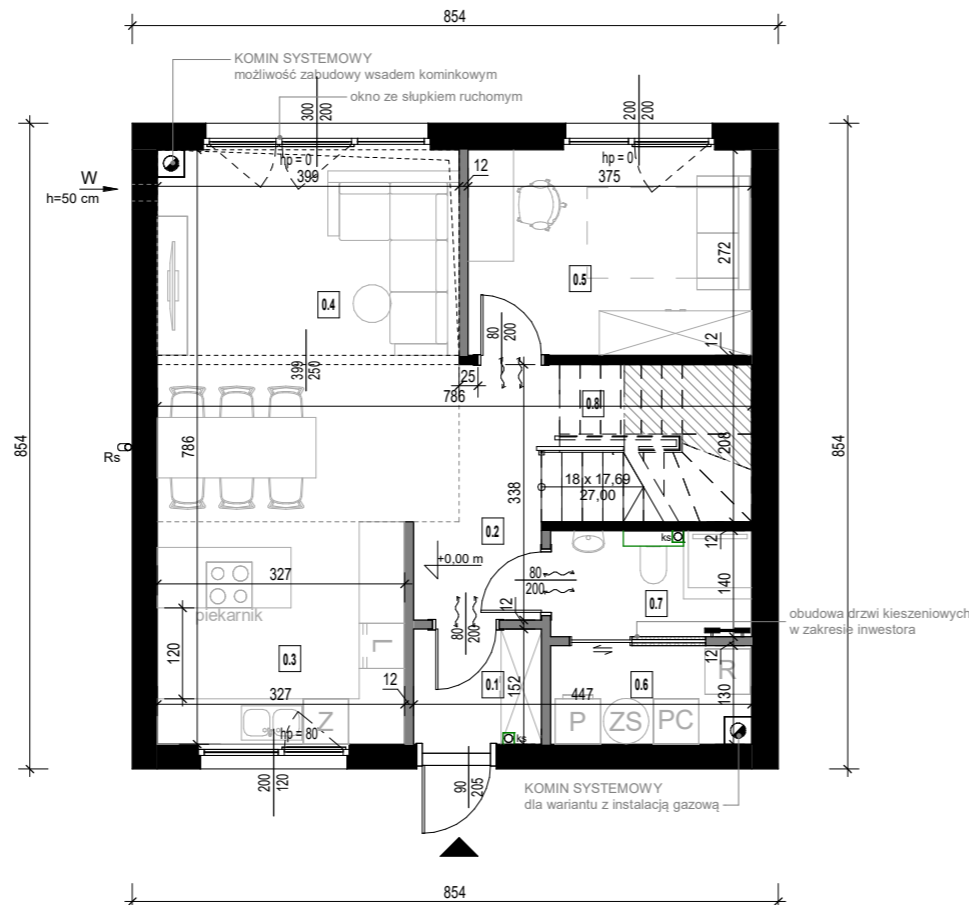 854
KOMIN SYSTEMOWY
możliwość zabudowy wsadem kominkowym
okno ze słupkiem ruchomym
300
200
200
200
hp = 0
hp = 0
W
h=50 cm
399
12
375
272
0.4
0.5
80
200
12
399
250
25
786
0.8
854
854
786
Rs
208
18 x 17,69
27,00
338
0.2
ks
12
+0,00 m
327
80
200
140
piekarnik
0.7
12
obudowa drzwi kieszeniowych
w zakresie inwestora
80
200
120
L
0.3
0.1
0.6
12
R
327
12
152
447
130
Z
P
ZS
PC
hp = 80
ks
200
120
90
205
KOMIN SYSTEMOWY
dla wariantu z instalacją gazową
854